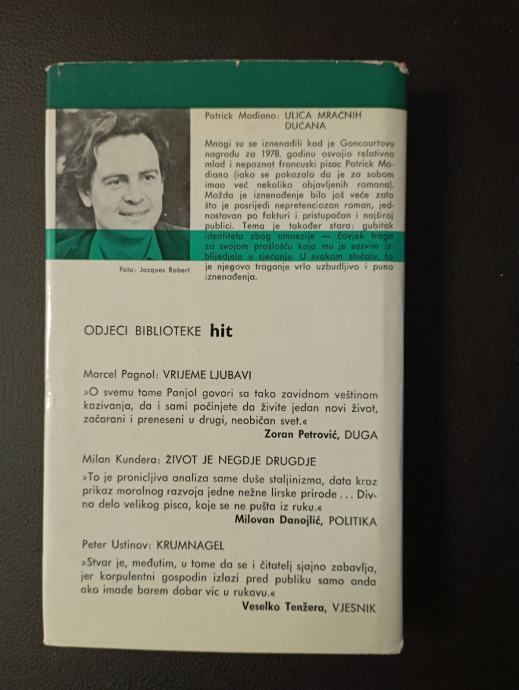 Patrick Modiano: ULICA MRAČNIH
DUĆANA
Mnogi su se iznenadili kad je Goncourtovu
nagradu za 1978. godinu osvojio relativno
mlad i nepoznat francuski pisac Patrick Mo-
diano (iako se pokazalo da je za sobom
imao već nekoliko objavljenih romana).
Možda je iznenađenje bilo još veće zato
što je posrijedi nepretenciozan roman, jed-
nostavan po fakturi i pristupačan i najširoj
publici. Tema je također stara: gubitak
identiteta zbog amnezije — čovjek traga
za svojom prošlošću koja mu je sasvim iz-
blijedjela u sjećanju. U svakom slučaju, to
je njegovo traganje vrlo uzbudljivo i puno
iznenađenja.
Foto: Jacques Robert
ODJECI BIBLIOTEKE hit
Marcel Pagnol: VRIJEME LJUBAVI
»O svemu tome Panjol govori sa tako zavidnom veštinom
kazivanja, da i sami počinjete da živite jedan novi život,
začarani i preneseni u drugi, neobičan svet.«
Zoran Petrović, DUGA
Milan Kundera: ŽIVOT JE NEGDJE DRUGDJE
»To je pronicljiva analiza same duše staljinizma, data kroz
prikaz moralnog razvoja jedne nežne lirske prirode... Div-
no delo velikog pisca, koje se ne pušta iz ruku.«
Milovan Danojlić, POLITIKA
Peter Ustinov: KRUMNAGEL
»Stvar je, međutim, u tome da se i čitatelj sjajno zabavlja,
jer korpulentni gospodin izlazi pred publiku samo onda
ako imade barem dobar vic u rukavu.«
Veselko Tenžera, VJESNIK